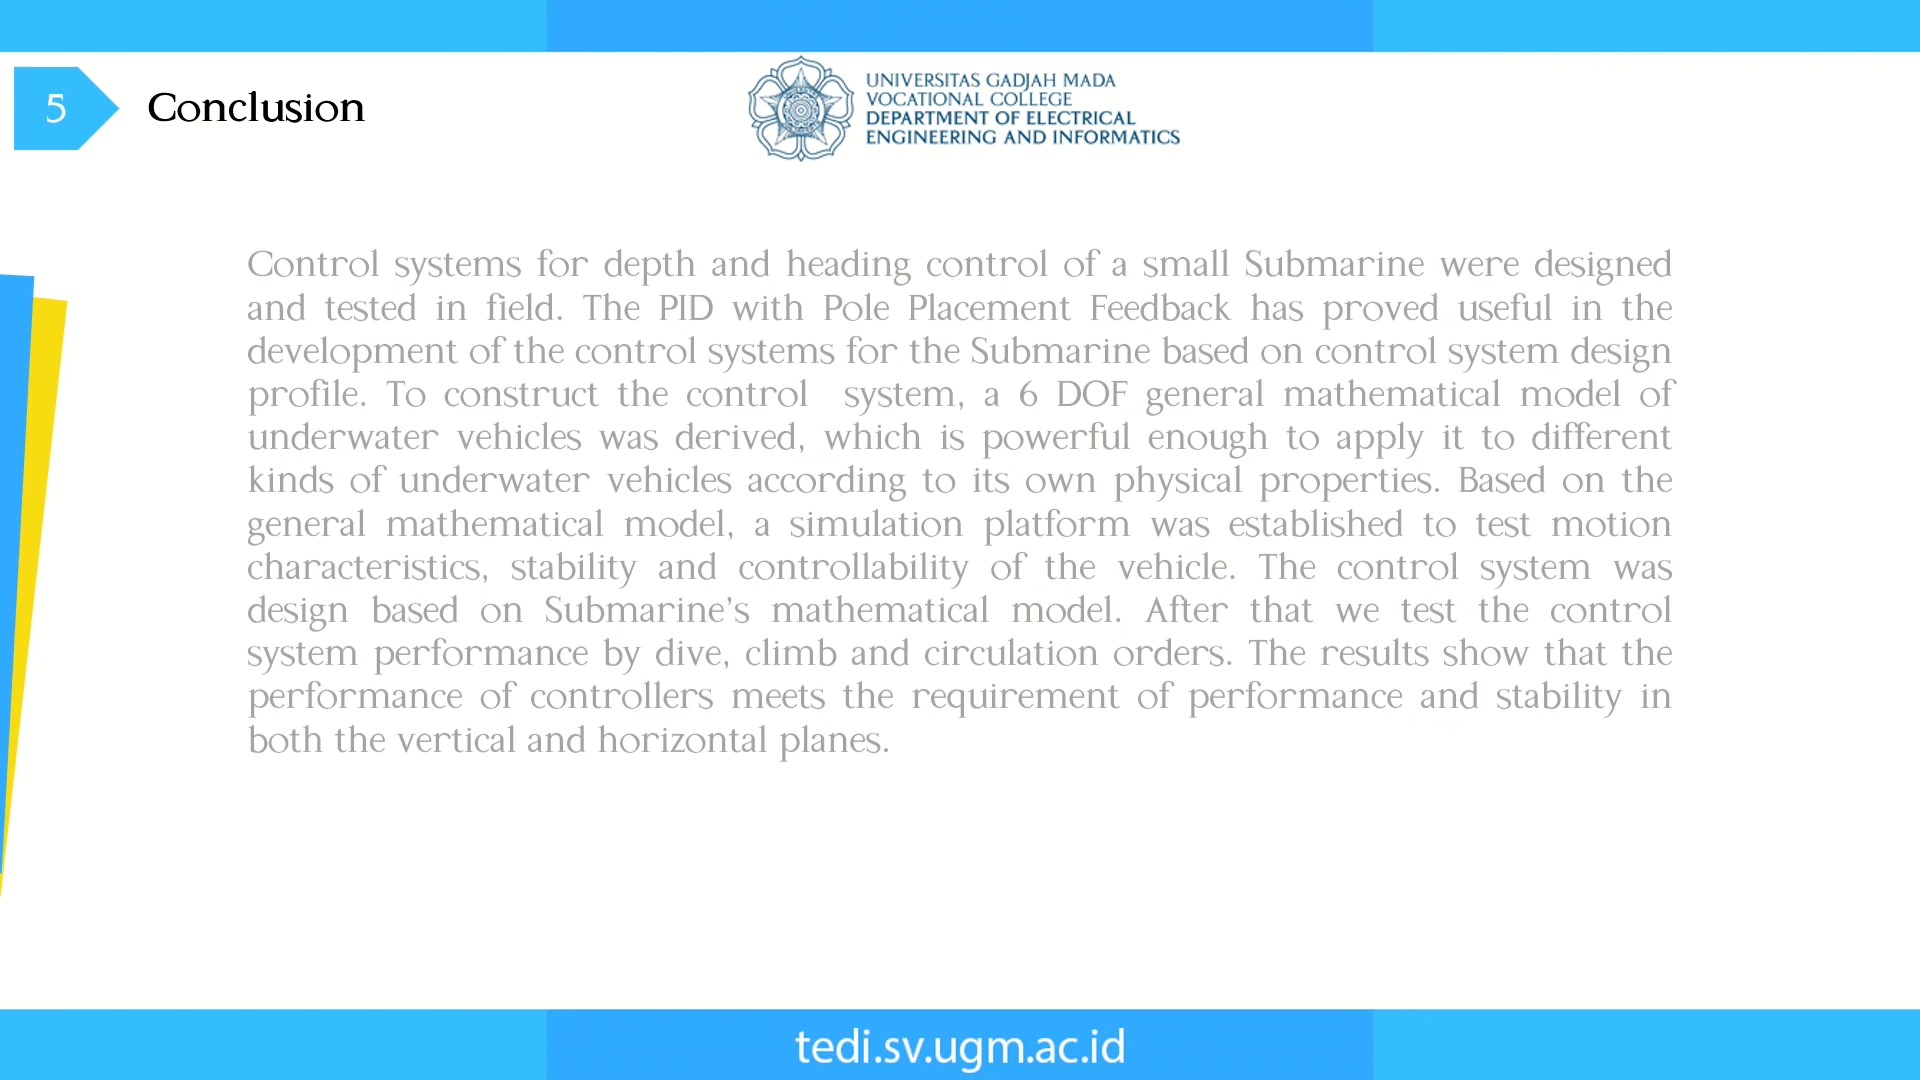 5
Conclusion
UNIVERSITAS GADJAH MADA
VOCATIONAL COLLEGE
DEPARTMENT OF ELECTRICAL
ENGINEERING AND INFORMATICS
Control systems for depth and heading control of a small Submarine were designed
and tested in field. The PID with Pole Placement Feedback has proved useful in the
development of the control systems for the Submarine based on control system design
profile. To construct the control system, a 6 DOF general mathematical model of
underwater vehicles was derived, which is powerful enough to apply it to different
kinds of underwater vehicles according to its own physical properties. Based on the
general mathematical model, a simulation platform was established to test motion
characteristics, stability and controllability of the vehicle. The control system was
design based on Submarine's mathematical model. After that we test the control
system performance by dive, climb and circulation orders. The results show that the
performance of controllers meets the requirement of performance and stability in
both the vertical and horizontal planes.
tedi.sv.ugm.ac.id